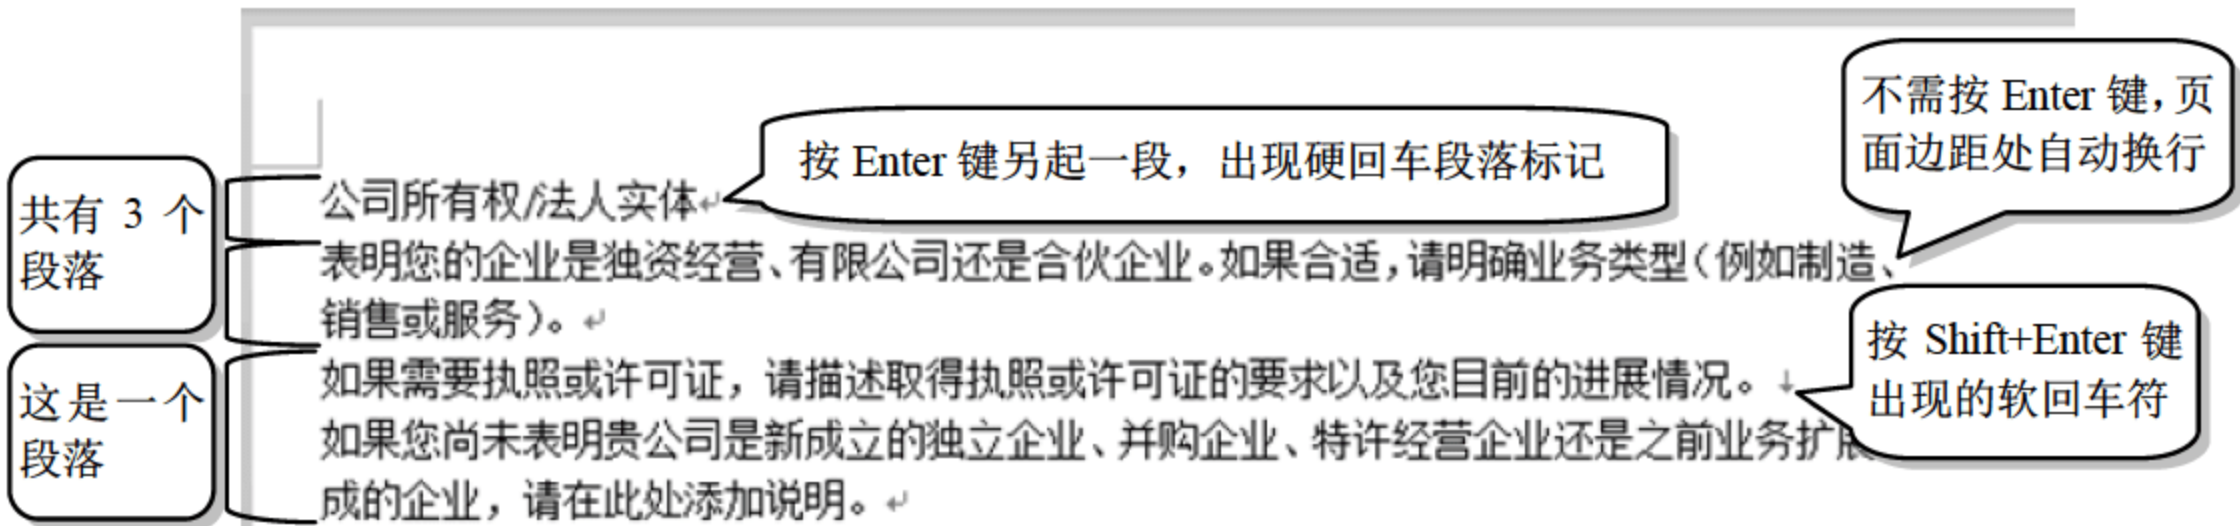 不需按 Enter 键，页
面边距处自动换行
按 Enter 键另起一段，出现硬回车段落标记
共有 3 个
段落
公司所有权/法人实体↵
表明您的企业是独资经营、有限公司还是合伙企业。如果合适，请明确业务类型（例如制造、
销售或服务）。↵
这是一个
段落
如果需要执照或许可证，请描述取得执照或许可证的要求以及您目前的进展情况。↓
按 Shift+Enter 键
出现的软回车符
如果您尚未表明贵公司是新成立的独立企业、并购企业、特许经营企业还是之前业务扩展
成的企业，请在此处添加说明。↵